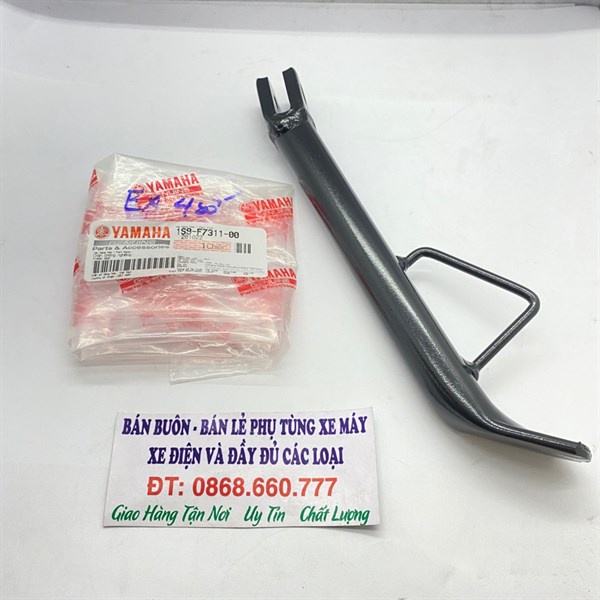 YAMAHA
YAMAHA
Ex 480
YAMAHA
1S9-F7311-00
Parts & Accessories
BÁN BUÔN - BÁN LẺ PHỤ TÙNG XE MÁY
XE ĐIỆN VÀ ĐẦY ĐỦ CÁC LOẠI
ĐT: 0868.660.777
Giao Hàng Tận Nơi Uy Tín Chất Lượng